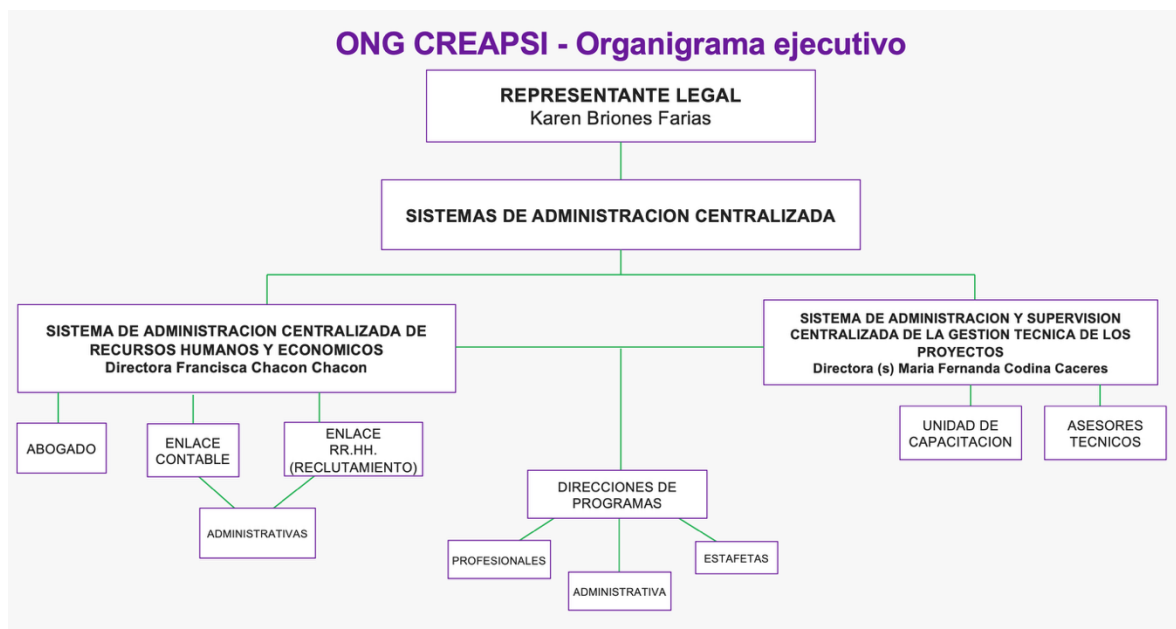 ONG CREAPSI - Organigrama ejecutivo
REPRESENTANTE LEGAL
Karen Briones Farias
SISTEMAS DE ADMINISTRACION CENTRALIZADA
SISTEMA DE ADMINISTRACION CENTRALIZADA DE
RECURSOS HUMANOS Y ECONOMICOS
Directora Francisca Chacon Chacon
SISTEMA DE ADMINISTRACION Y SUPERVISION
CENTRALIZADA DE LA GESTION TECNICA DE LOS
PROYECTOS
Directora (s) Maria Fernanda Codina Caceres
ABOGADO
ENLACE
CONTABLE
ENLACE
RR.HH.
(RECLUTAMIENTO)
UNIDAD DE
CAPACITACION
ASESORES
TECNICOS
ADMINISTRATIVAS
DIRECCIONES DE
PROGRAMAS
PROFESIONALES
ADMINISTRATIVA
ESTAFETAS